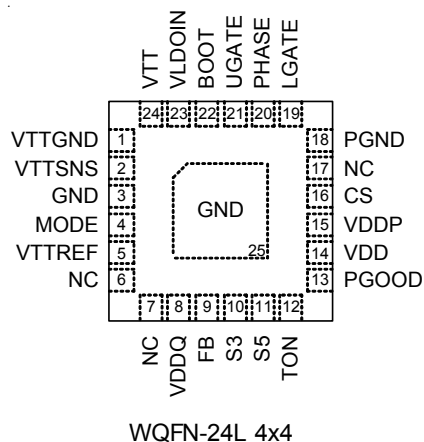 VTT
VLDOIN
BOOT
UGATE
PHASE
LGATE
24 23 22 21 20 19
VTTGND 1 18 PGND
VTTSNS 2 17 NC
GND 3 16 CS
GND
MODE 4 15 VDDP
VTTREF 5 14 VDD
25
NC 6 13 PGOOD
7 8 9 10 11 12
NC
VDDQ
FB
S3
S5
TON
WQFN-24L 4x4